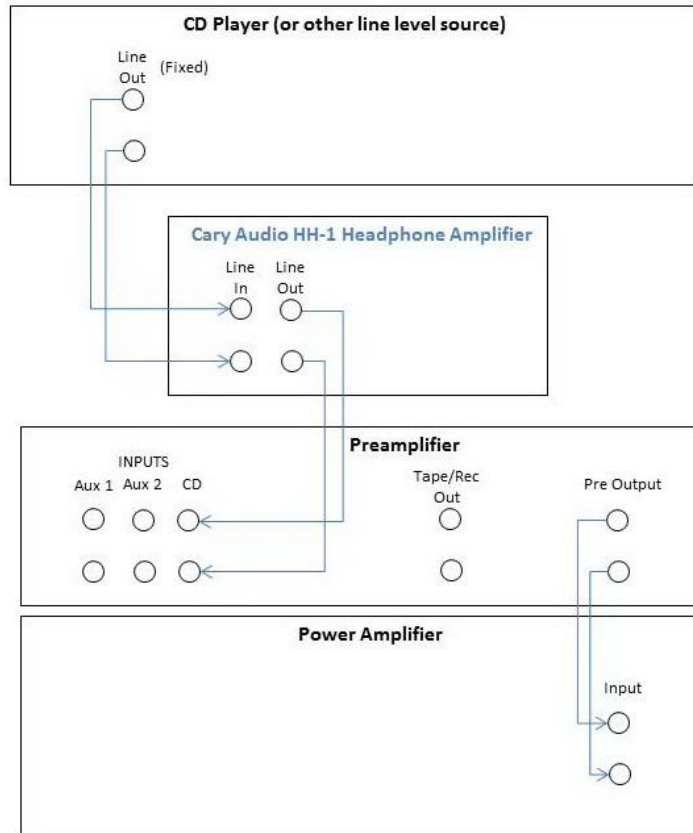 CD Player (or other line level source)
Line
Out
(Fixed)
Cary Audio HH-1 Headphone Amplifier
Line
In
Line
Out
Preamplifier
INPUTS
Aux 1 Aux 2 CD
Tape/Rec
Out
Pre Output
Power Amplifier
Input